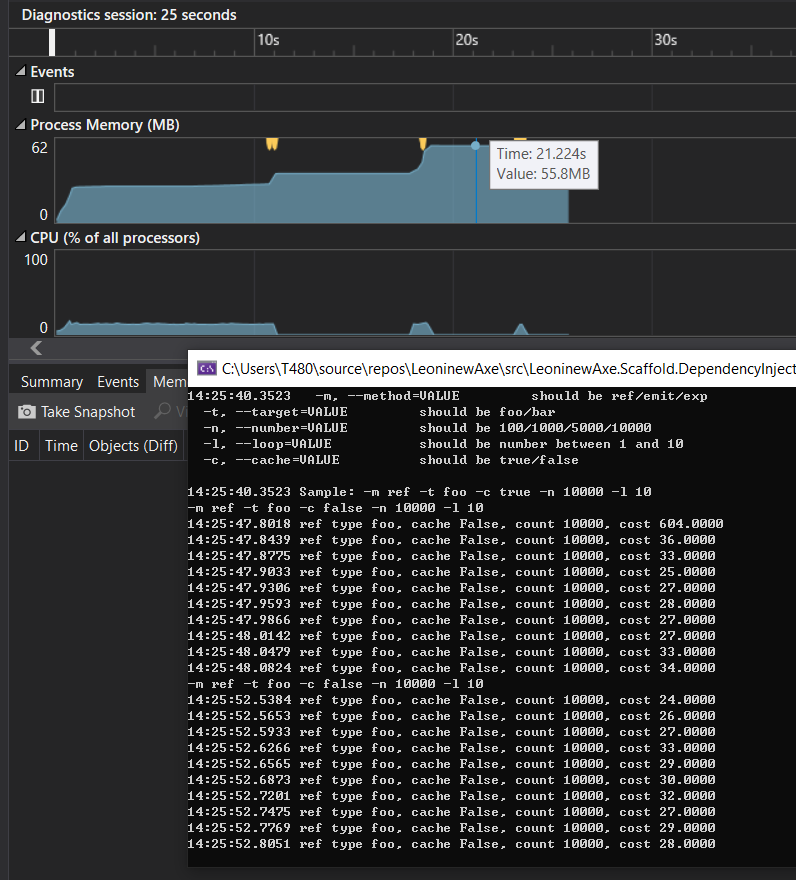 Diagnostics session: 25 seconds
10s 20s 30s
Events
Process Memory (MB)
62
Time: 21.224s
Value: 55.8MB
0
CPU (% of all processors)
100
0
C:\Users\T480\source\repos\LeoninewAxe\src\LeoninewAxe.Scaffold.DependencyInject
Summary Events Mem
Take Snapshot Vi
ID Time Objects (Diff)
14:25:40.3523 -m, --method=VALUE should be ref/emit/exp
-t, --target=VALUE should be foo/bar
-n, --number=VALUE should be 100/1000/5000/10000
-l, --loop=VALUE should be number between 1 and 10
-c, --cache=VALUE should be true/false
14:25:40.3523 Sample: -m ref -t foo -c true -n 10000 -l 10
-m ref -t foo -c false -n 10000 -l 10
14:25:47.8018 ref type foo, cache False, count 10000, cost 604.0000
14:25:47.8439 ref type foo, cache False, count 10000, cost 36.0000
14:25:47.8775 ref type foo, cache False, count 10000, cost 33.0000
14:25:47.9033 ref type foo, cache False, count 10000, cost 25.0000
14:25:47.9306 ref type foo, cache False, count 10000, cost 27.0000
14:25:47.9593 ref type foo, cache False, count 10000, cost 28.0000
14:25:47.9866 ref type foo, cache False, count 10000, cost 27.0000
14:25:48.0142 ref type foo, cache False, count 10000, cost 27.0000
14:25:48.0479 ref type foo, cache False, count 10000, cost 33.0000
14:25:48.0824 ref type foo, cache False, count 10000, cost 34.0000
-m ref -t foo -c false -n 10000 -l 10
14:25:52.5384 ref type foo, cache False, count 10000, cost 24.0000
14:25:52.5653 ref type foo, cache False, count 10000, cost 26.0000
14:25:52.5933 ref type foo, cache False, count 10000, cost 27.0000
14:25:52.6266 ref type foo, cache False, count 10000, cost 33.0000
14:25:52.6565 ref type foo, cache False, count 10000, cost 29.0000
14:25:52.6873 ref type foo, cache False, count 10000, cost 30.0000
14:25:52.7201 ref type foo, cache False, count 10000, cost 32.0000
14:25:52.7475 ref type foo, cache False, count 10000, cost 27.0000
14:25:52.7769 ref type foo, cache False, count 10000, cost 29.0000
14:25:52.8051 ref type foo, cache False, count 10000, cost 28.0000